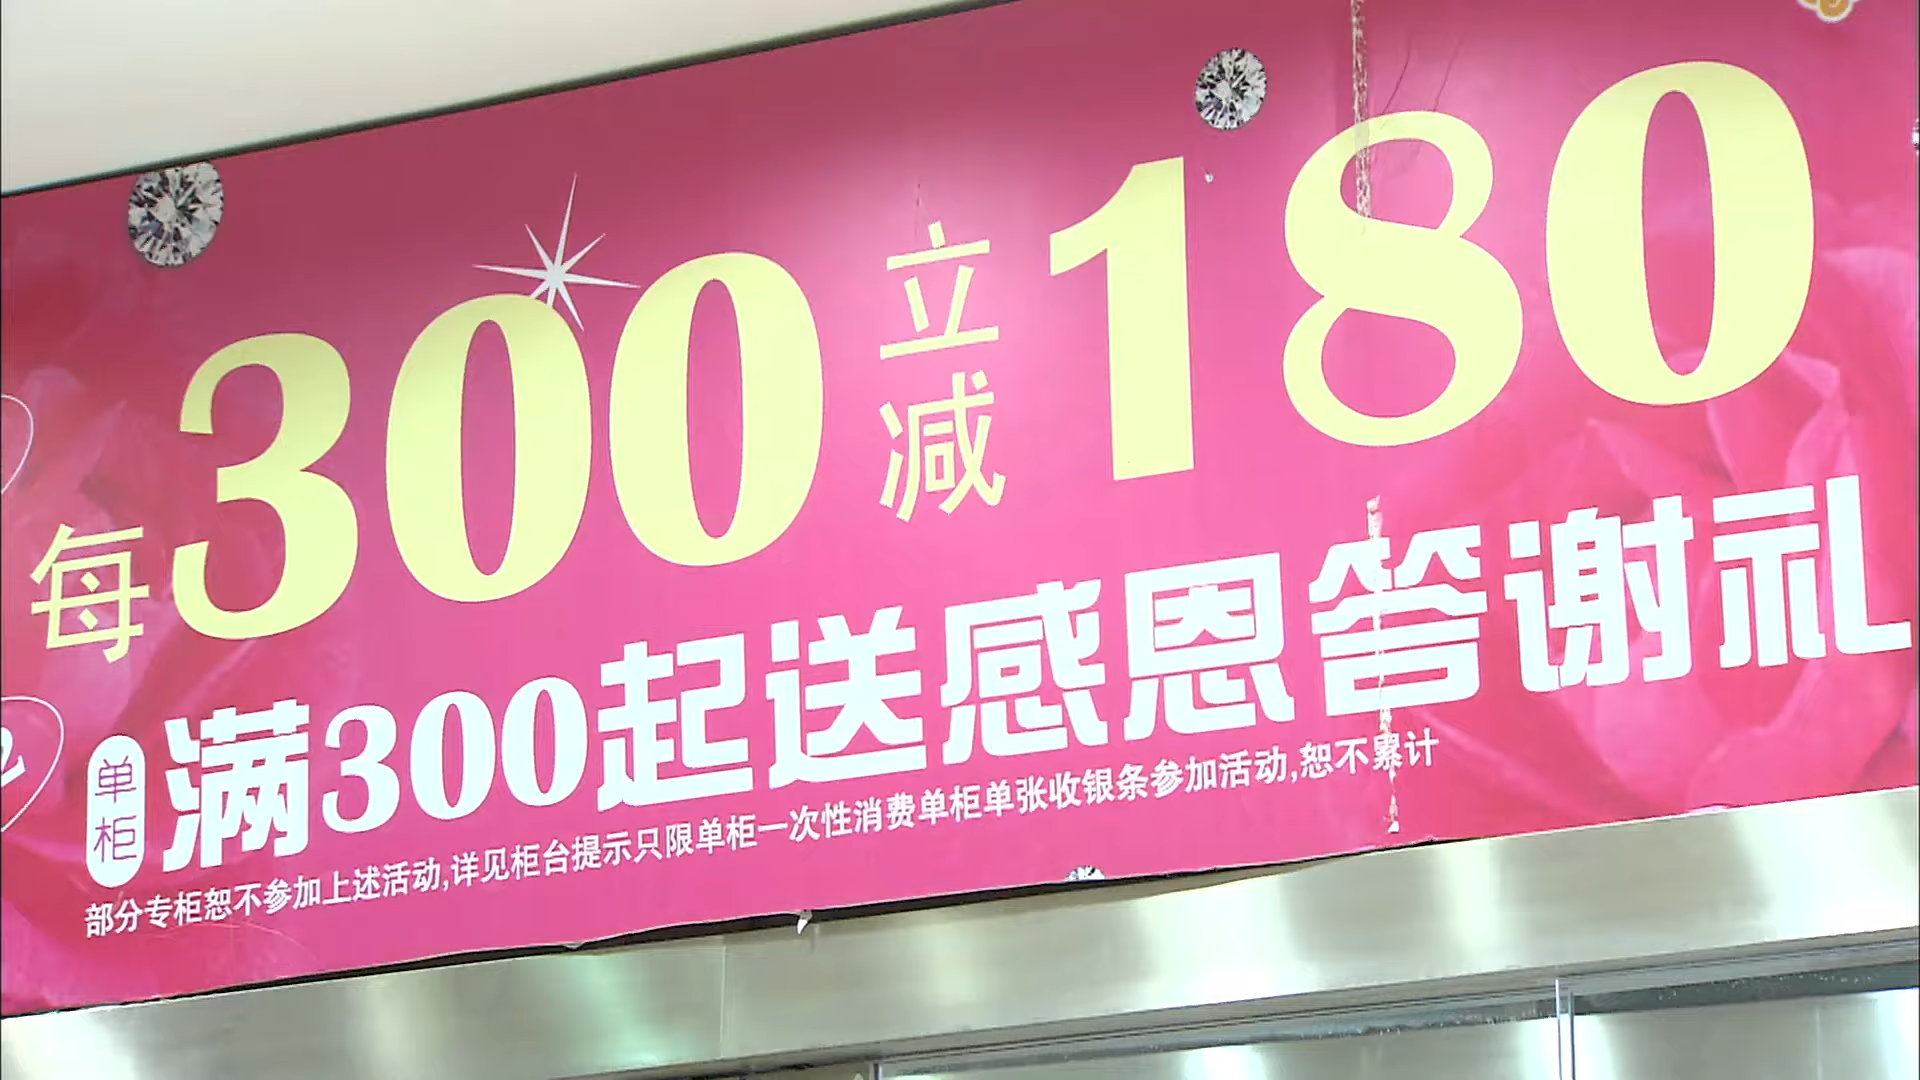 每300立减180
单柜 满300起送感恩答谢礼
部分专柜恕不参加上述活动,详见柜台提示只限单柜一次性消费单柜单张收银条参加活动,恕不累计